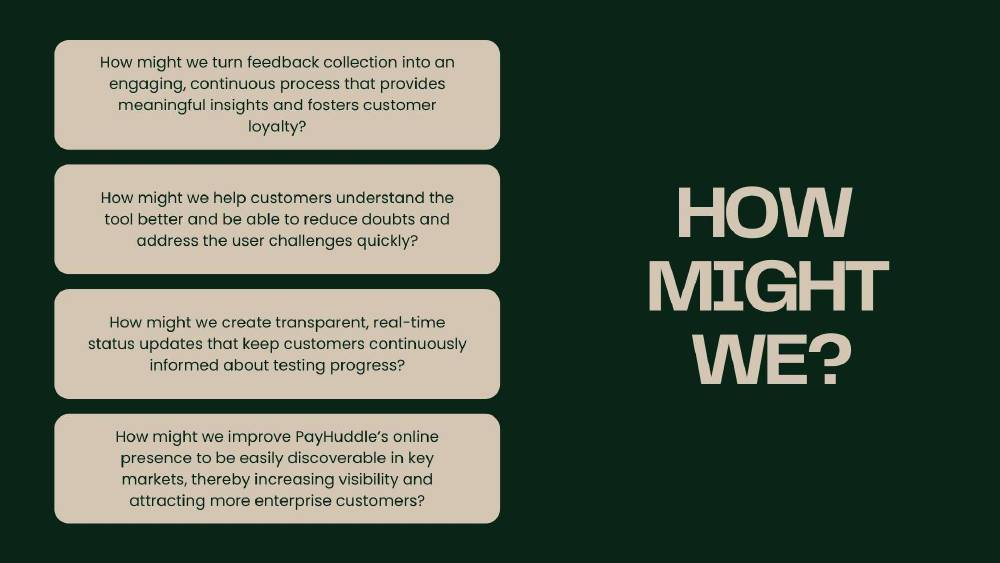 How might we turn feedback collection into an
engaging, continuous process that provides
meaningful insights and fosters customer
loyalty?
How might we help customers understand the
tool better and be able to reduce doubts and
address the user challenges quickly?
How might we create transparent, real-time
status updates that keep customers continuously
informed about testing progress?
How might we improve PayHuddle’s online
presence to be easily discoverable in key
markets, thereby increasing visibility and
attracting more enterprise customers?
HOW
MIGHT
WE?